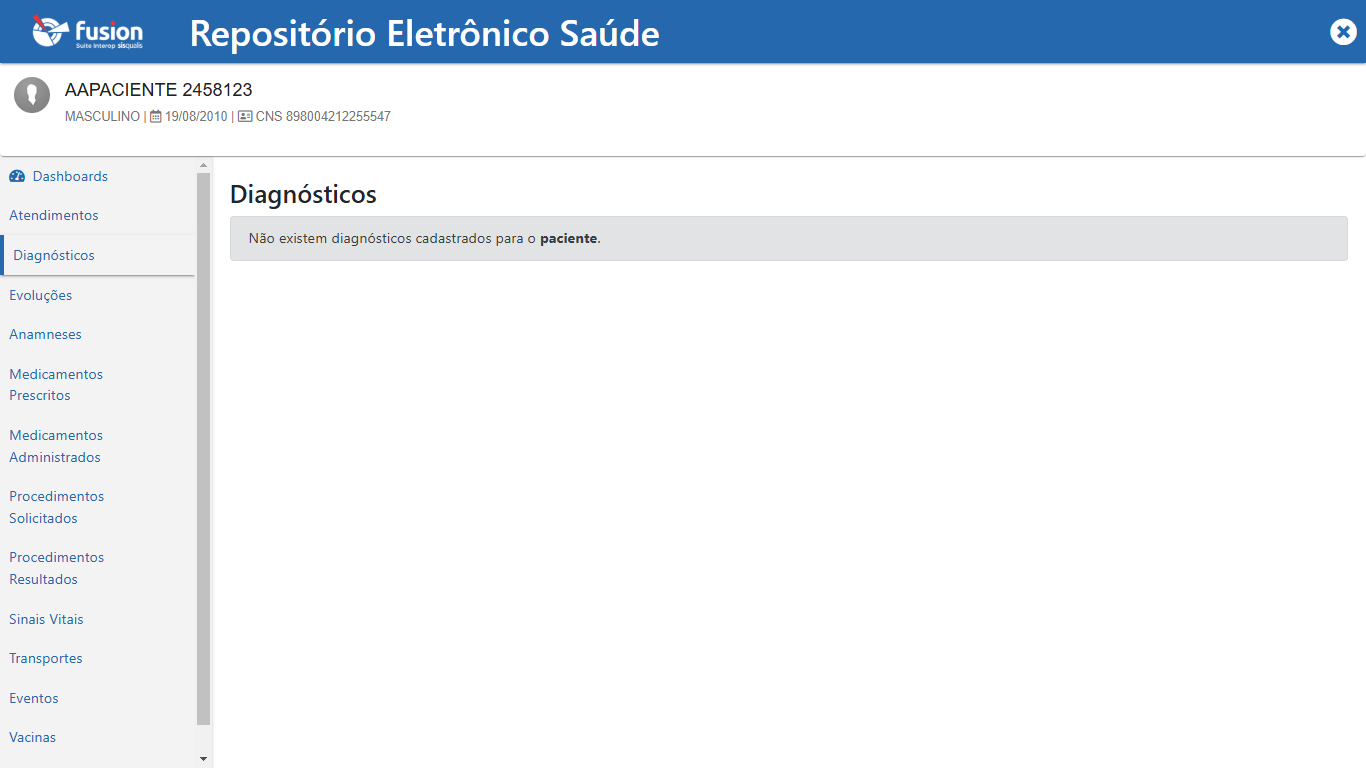 fusion
Suite Interop sisqualis
Repositório Eletrônico Saúde
AAPACIENTE 2458123
MASCULINO | 19/08/2010 | CNS 898004212255547
Dashboards
Atendimentos
Diagnósticos
Evoluções
Anamneses
Medicamentos
Prescritos
Medicamentos
Administrados
Procedimentos
Solicitados
Procedimentos
Resultados
Sinais Vitais
Transportes
Eventos
Vacinas
Diagnósticos
Não existem diagnósticos cadastrados para o paciente.